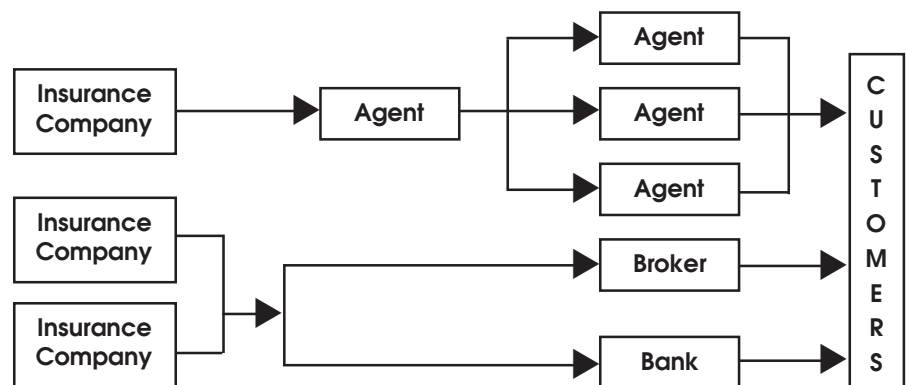 Insurance
Company
Agent
Agent
Agent
Agent
Insurance
Company
Insurance
Company
Broker
Bank
C
U
S
T
O
M
E
R
S